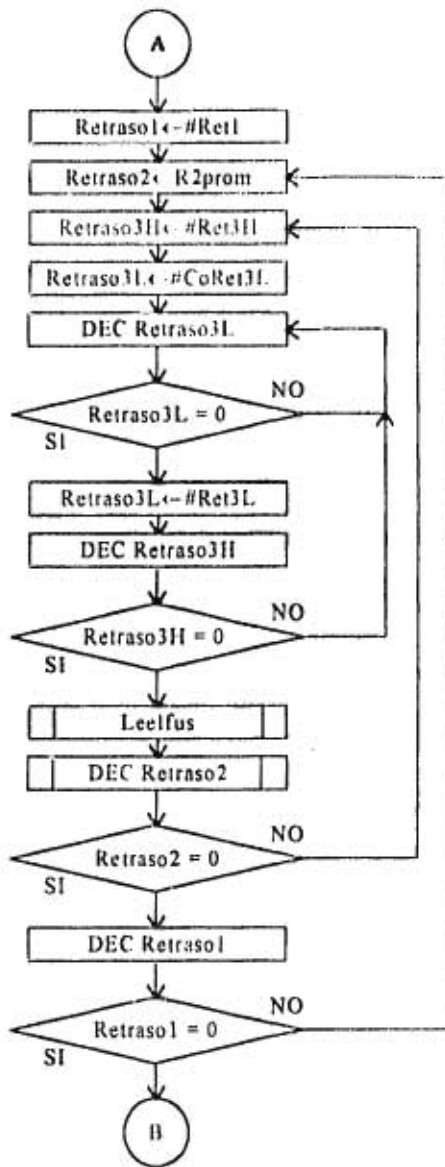 A
Retraso1←#Ret1
Retraso2← R2prom
Retraso3H←#Ret3H
Retraso3L←#CoRet3L
DEC Retraso3L
NO
Retraso3L = 0
SI
Retraso3L←#Ret3L
DEC Retraso3H
NO
Retraso3H = 0
SI
Leelfus
DEC Retraso2
NO
Retraso2 = 0
SI
DEC Retraso1
NO
Retraso1 = 0
SI
B